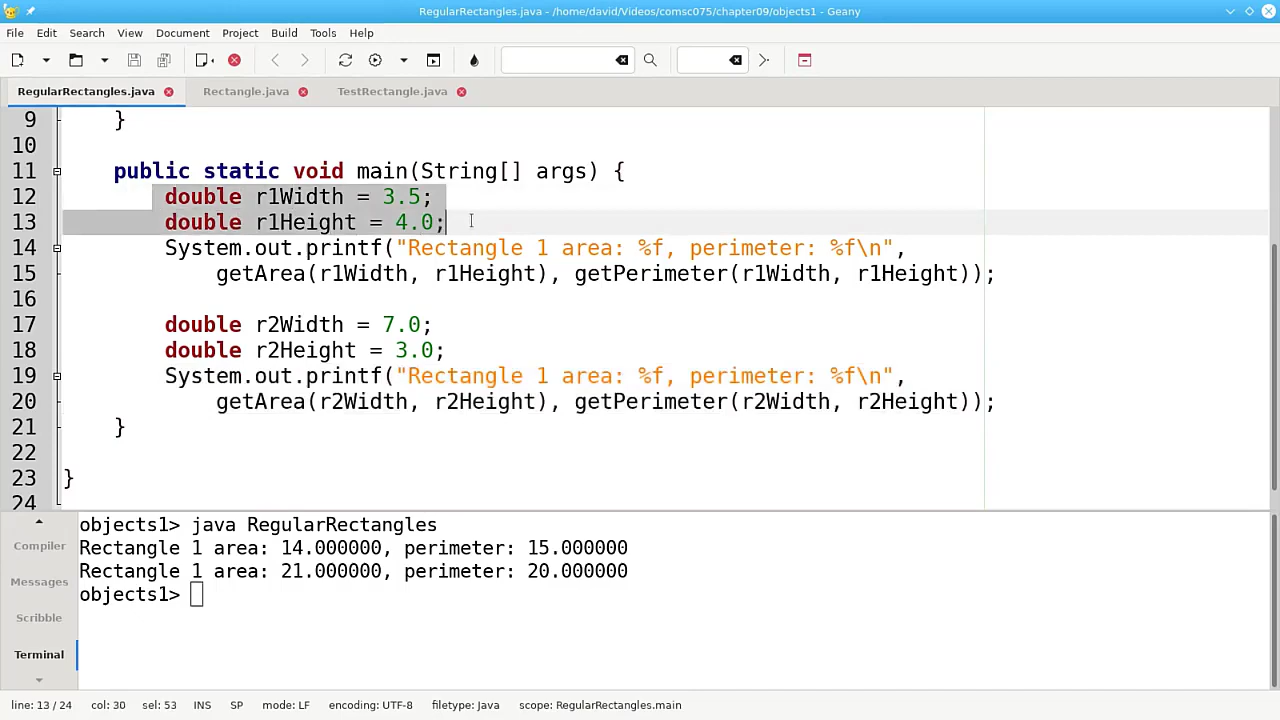 RegularRectangles.java - /home/david/Videos/comsc075/chapter09/objects1 - Geany
File Edit Search View Document Project Build Tools Help
RegularRectangles.java Rectangle.java TestRectangle.java
9 }
10
11 public static void main(String[] args) {
12 double r1Width = 3.5;
13 double r1Height = 4.0;
14 System.out.printf("Rectangle 1 area: %f, perimeter: %f\n",
15 getArea(r1Width, r1Height), getPerimeter(r1Width, r1Height));
16
17 double r2Width = 7.0;
18 double r2Height = 3.0;
19 System.out.printf("Rectangle 1 area: %f, perimeter: %f\n",
20 getArea(r2Width, r2Height), getPerimeter(r2Width, r2Height));
21 }
22
23 }
24
objects1> java RegularRectangles
Compiler
Rectangle 1 area: 14.000000, perimeter: 15.000000
Rectangle 1 area: 21.000000, perimeter: 20.000000
Messages
objects1>
Scribble
Terminal
line: 13 / 24 col: 30 sel: 53 INS SP mode: LF encoding: UTF-8 filetype: Java scope: RegularRectangles.main